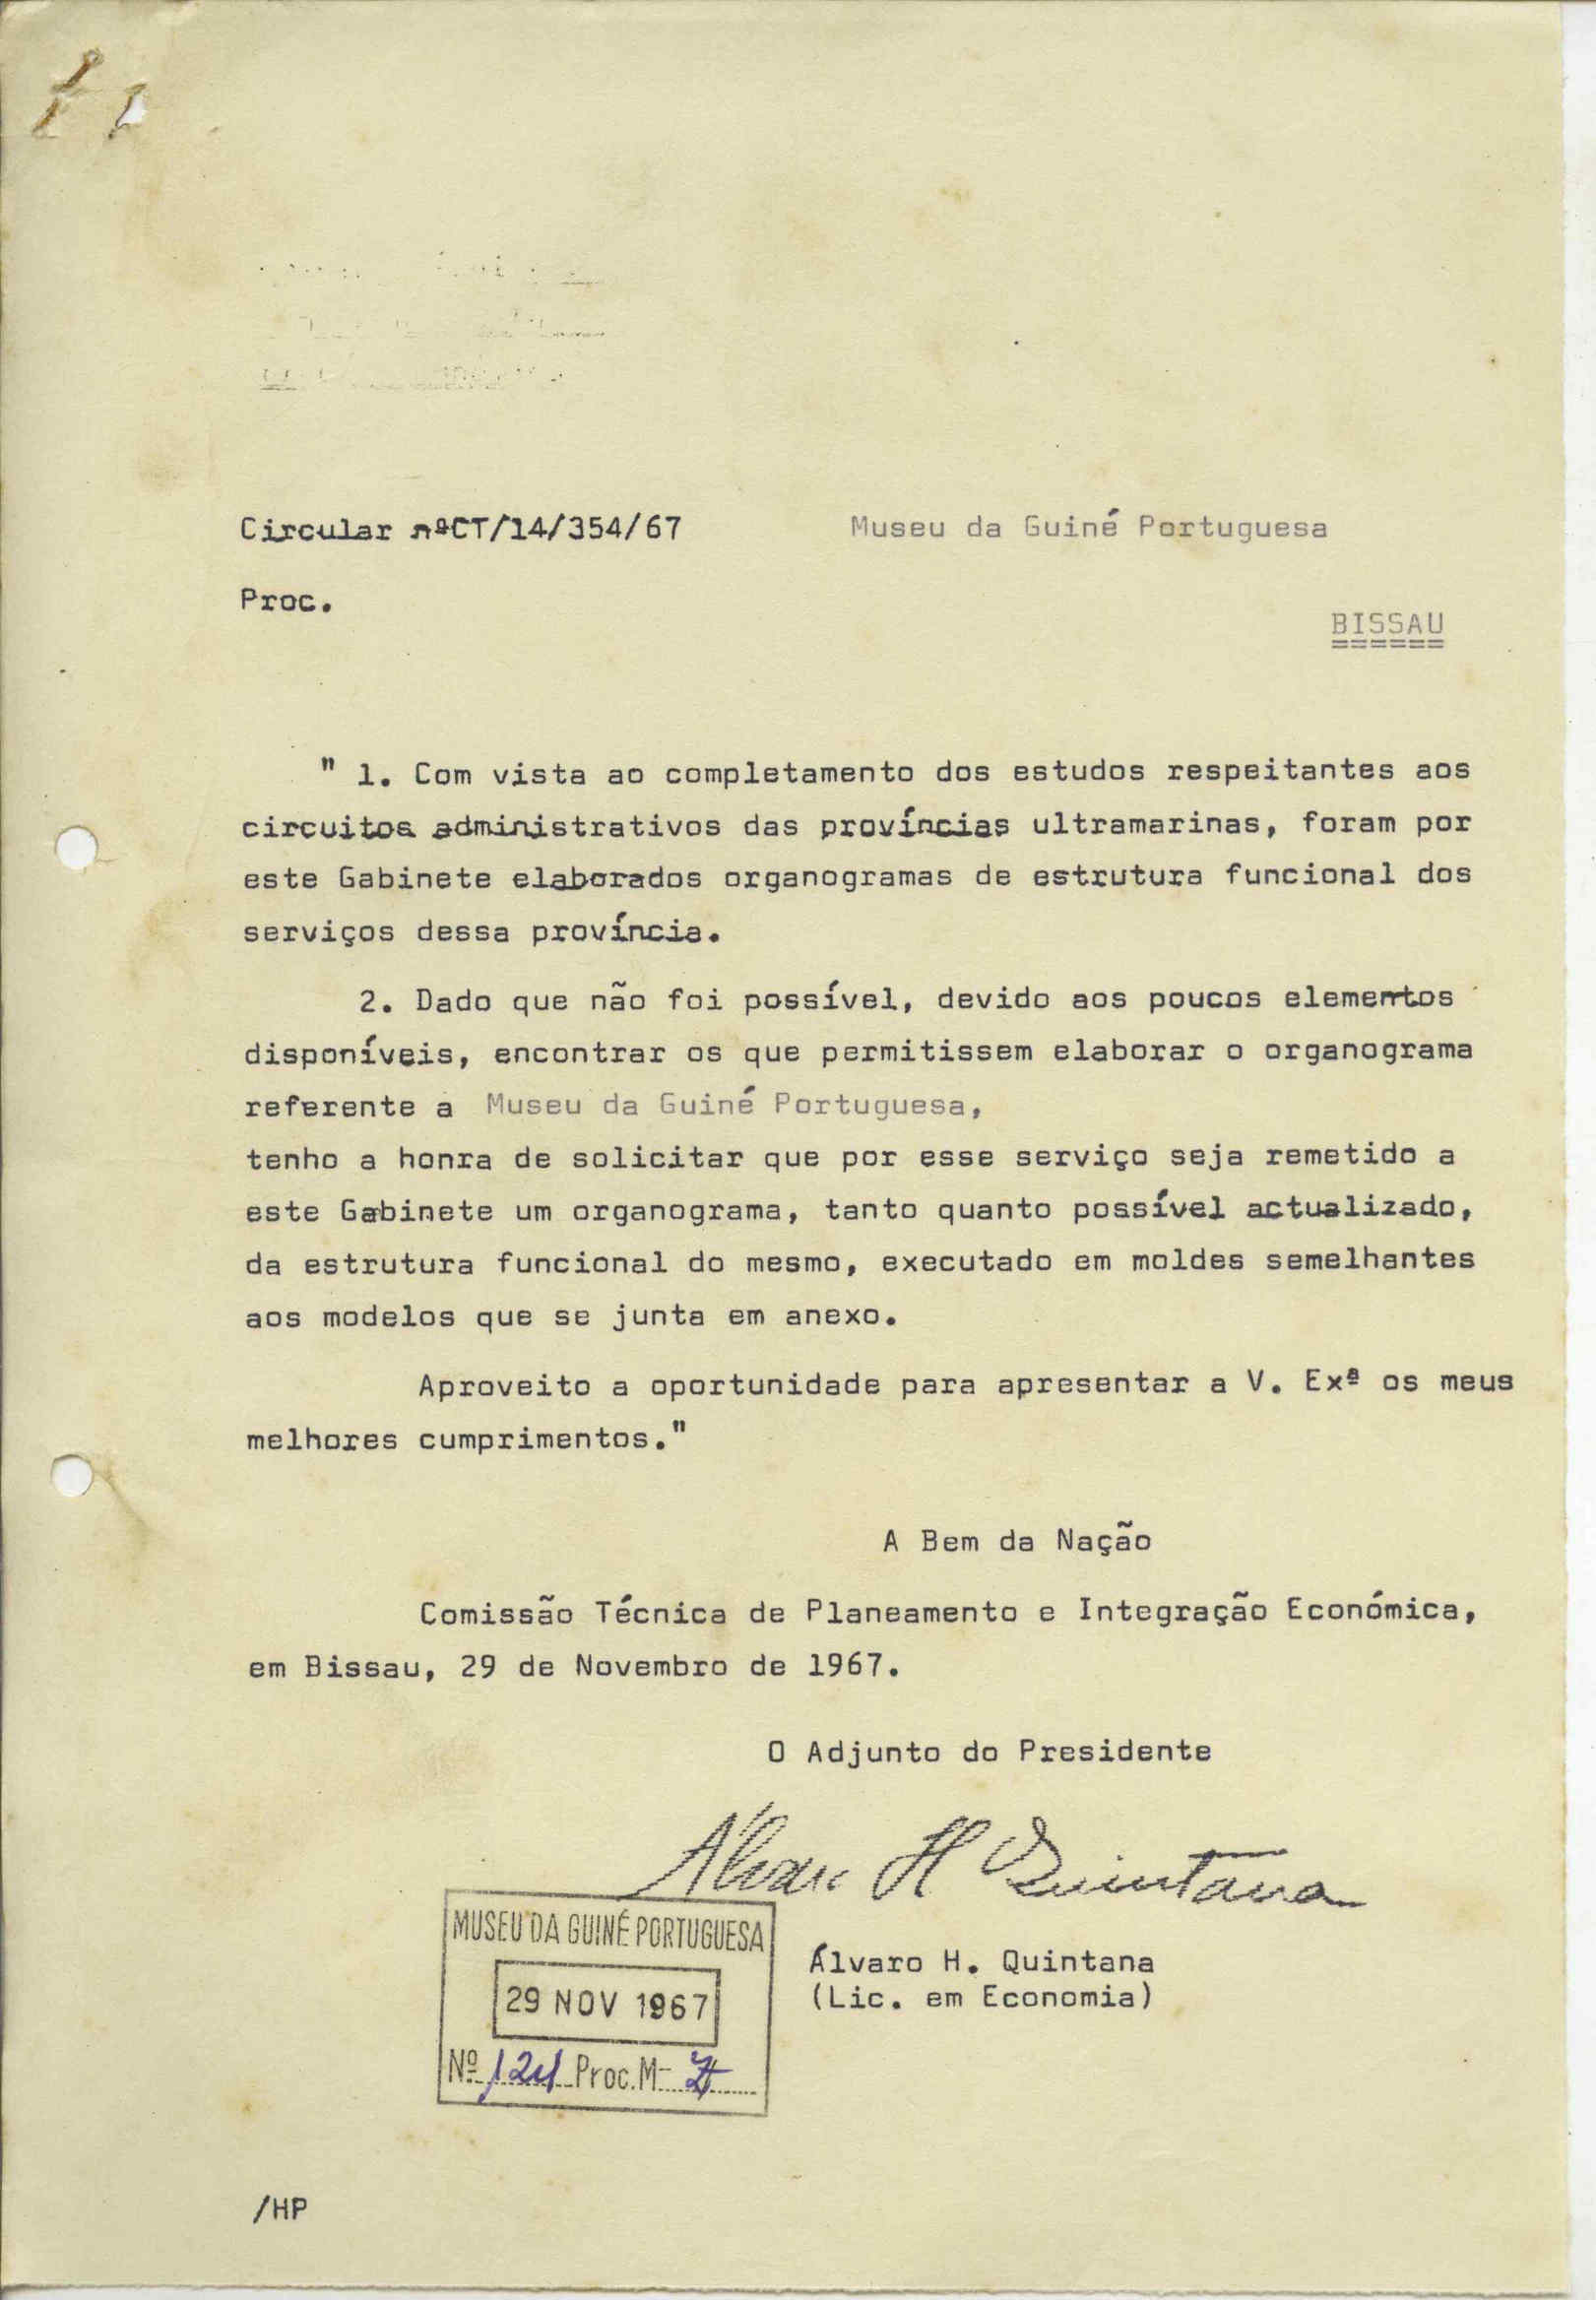 Circular nºCT/14/354/67
Museu da Guiné Portuguesa
Proc.
BISSAU
======
" 1. Com vista ao completamento dos estudos respeitantes aos
circuitos administrativos das províncias ultramarinas, foram por
este Gabinete elaborados organogramas de estrutura funcional dos
serviços dessa província.
2. Dado que não foi possível, devido aos poucos elementos
disponíveis, encontrar os que permitissem elaborar o organograma
referente a Museu da Guiné Portuguesa,
tenho a honra de solicitar que por esse serviço seja remetido a
este Gabinete um organograma, tanto quanto possível actualizado,
da estrutura funcional do mesmo, executado em moldes semelhantes
aos modelos que se junta em anexo.
Aproveito a oportunidade para apresentar a V. Exª os meus
melhores cumprimentos."
A Bem da Nação
Comissão Técnica de Planeamento e Integração Económica,
em Bissau, 29 de Novembro de 1967.
O Adjunto do Presidente
Álvaro H Quintana
Álvaro H. Quintana
(Lic. em Economia)
MUSEU DA GUINÉ PORTUGUESA
29 NOV 1967
Nº Proc. M-
/HP